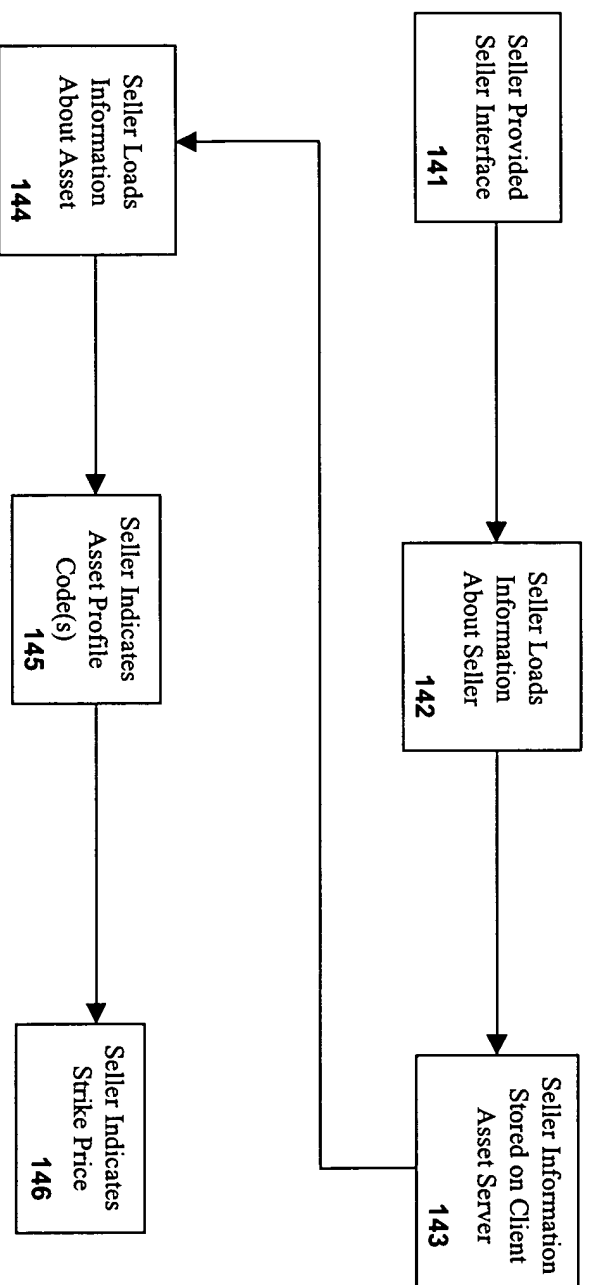 Seller Provided
Seller Interface
141
Seller Loads
Information
About Seller
142
Seller Information
Stored on Client
Asset Server
143
Seller Loads
Information
About Asset
144
Seller Indicates
Asset Profile
Code(s)
145
Seller Indicates
Strike Price
146